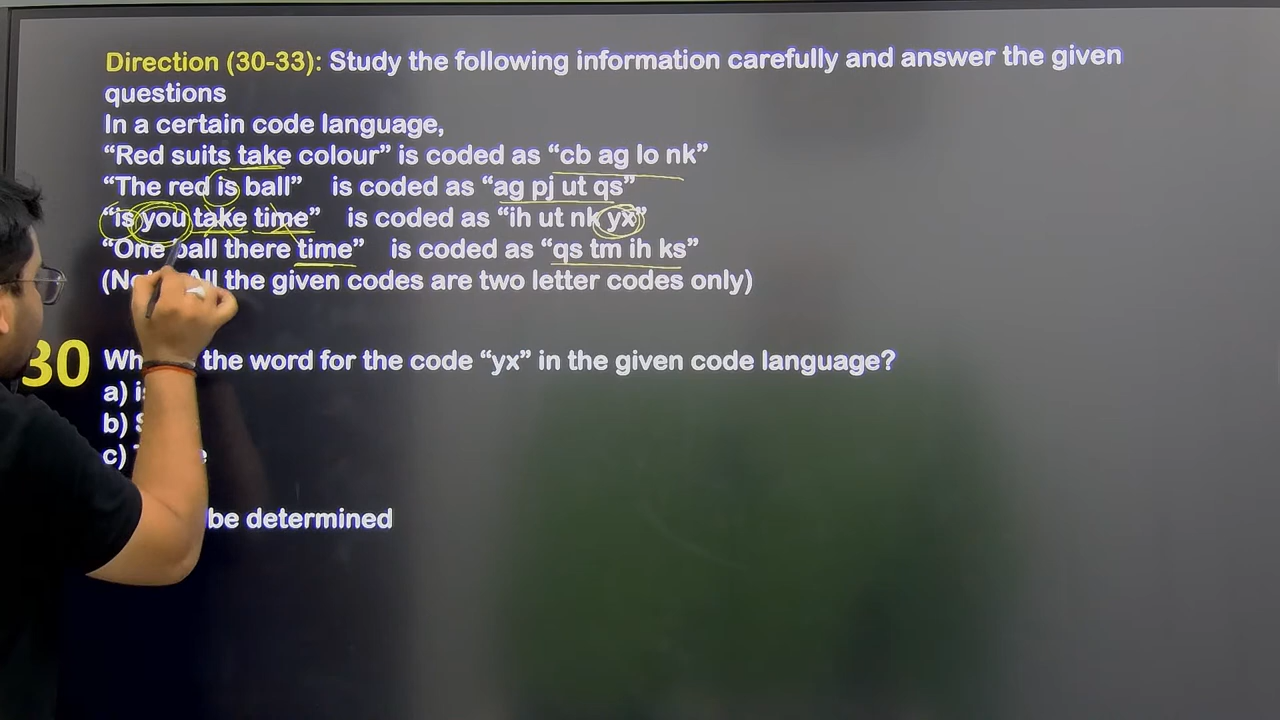 Direction (30-33): Study the following information carefully and answer the given
questions
In a certain code language,
“Red suits take colour” is coded as “cb ag lo nk”
“The red is ball” is coded as “ag pj ut qs”
“is you take time” is coded as “ih ut nk yx”
“One ball there time” is coded as “qs tm ih ks”
All the given codes are two letter codes only)
30 the word for the code “yx” in the given code language?
a)
b)
c)
be determined